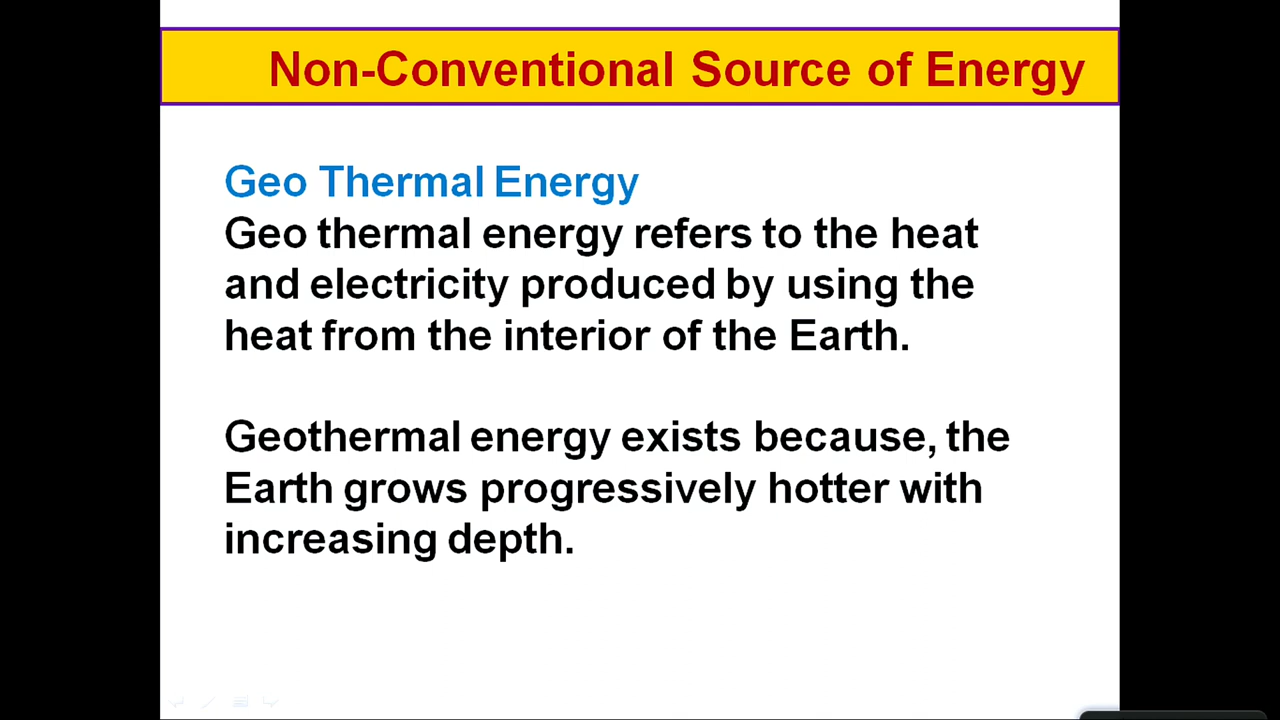 Non-Conventional Source of Energy
Geo Thermal Energy
Geo thermal energy refers to the heat
and electricity produced by using the
heat from the interior of the Earth.
Geothermal energy exists because, the
Earth grows progressively hotter with
increasing depth.